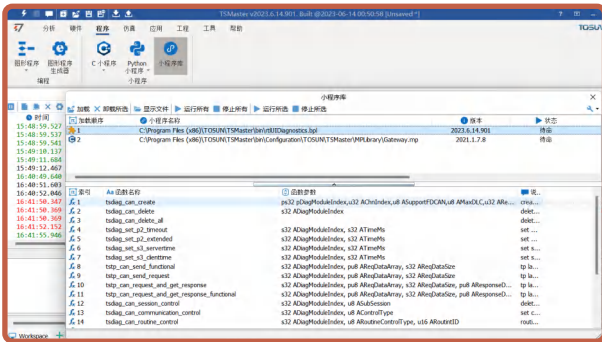 TSMaster v2023.6.14.901. Built @2023-06-14 00:50:58 [Unsaved *]
分析 硬件 程序 仿真 应用 工程 工具 帮助
TOSUN
图形程序 图形程序生成器 C 小程序 Python 小程序 小程序库
编程 小程序
小程序库
加载 卸载所选 显示文件 运行所有 停止所有 运行所选 停止所选
加载顺序 小程序名称 版本 状态
1 C:\Program Files (x86)\TOSUN\TSMaster\bin\rtlUIDiagnostics.bpl 2023.6.14.901 待命
2 C:\Program Files (x86)\TOSUN\TSMaster\bin\Configuration\TOSUN\TSMaster\MPLibrary\Gateway.mp 2021.1.7.8 待命
时间
15:48:59.527
15:48:59.537
15:48:59.541
15:49:10.137
15:49:11.684
15:49:12.467
16:40:49.640
16:40:51.603
16:40:52.046
16:41:50.347
16:41:50.369
16:41:50.369
16:41:52.152
16:41:55.946
索引 函数名称 函数参数 说...
1 tsdiag_can_create ps32 pDiagModuleIndex,u32 AChnIndex,u8 ASupportFDCAN,u8 AMaxDLC,u32 ARe... crea...
2 tsdiag_can_delete s32 ADiagModuleIndex delet...
3 tsdiag_can_delete_all delet...
4 tsdiag_set_p2_timeout s32 ADiagModuleIndex, s32 ATimeMs set ...
5 tsdiag_set_p2_extended s32 ADiagModuleIndex, s32 ATimeMs set ...
6 tsdiag_set_s3_servertime s32 ADiagModuleIndex, s32 ATimeMs set s...
7 tsdiag_set_s3_clienttime s32 ADiagModuleIndex, s32 ATimeMs set s...
8 tstp_can_send_functional s32 ADiagModuleIndex, pu8 AReqDataArray, s32 AReqDataSize tp la...
9 tstp_can_send_request s32 ADiagModuleIndex, pu8 AReqDataArray, s32 AReqDataSize tp la...
10 tstp_can_request_and_get_response s32 ADiagModuleIndex, pu8 AReqDataArray, s32 AReqDataSize, pu8 AResponseD... tp la...
11 tstp_can_request_and_get_response_functional s32 ADiagModuleIndex, pu8 AReqDataArray, s32 AReqDataSize, pu8 AResponseD... tp la...
12 tsdiag_can_session_control s32 ADiagModuleIndex, u8 ASubSession delet...
13 tsdiag_can_communication_control s32 ADiagModuleIndex, u8 AControlType set c...
14 tsdiag_can_routine_control s32 ADiagModuleIndex, u8 ARoutineControlType, u16 ARoutintID routi...
Workspace